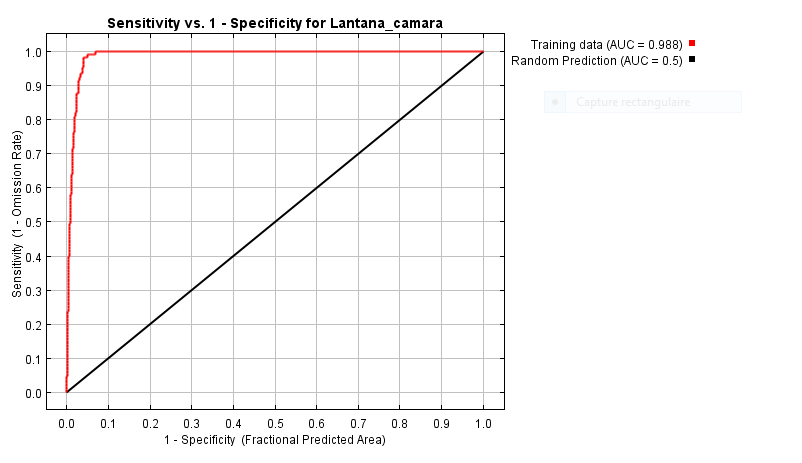 Sensitivity vs. 1 - Specificity for Lantana_camara
Training data (AUC = 0.988)
Random Prediction (AUC = 0.5)
Capture rectangulaire
Sensitivity (1 - Omission Rate)
1.0
0.9
0.8
0.7
0.6
0.5
0.4
0.3
0.2
0.1
0.0
0.0 0.1 0.2 0.3 0.4 0.5 0.6 0.7 0.8 0.9 1.0
1 - Specificity (Fractional Predicted Area)